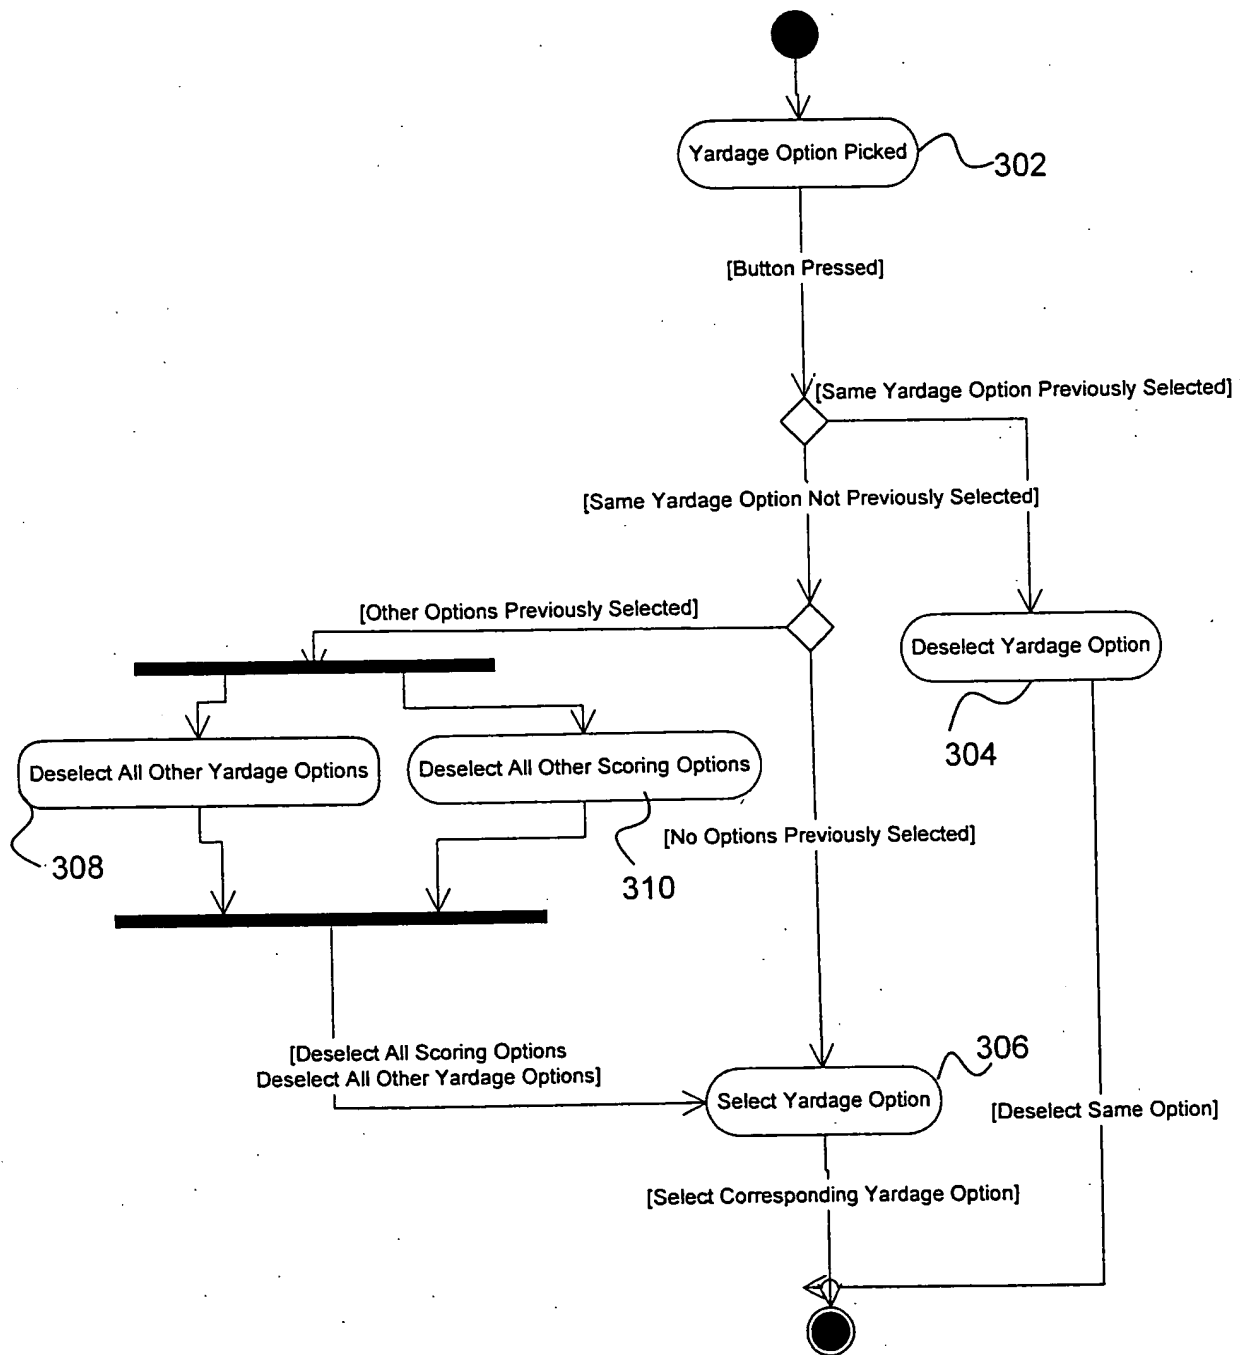 Yardage Option Picked
302
[Button Pressed]
[Same Yardage Option Previously Selected]
[Same Yardage Option Not Previously Selected]
[Other Options Previously Selected]
Deselect Yardage Option
304
Deselect All Other Yardage Options
Deselect All Other Scoring Options
308
310
[No Options Previously Selected]
[Deselect All Scoring Options
Deselect All Other Yardage Options]
306
Select Yardage Option
[Deselect Same Option]
[Select Corresponding Yardage Option]